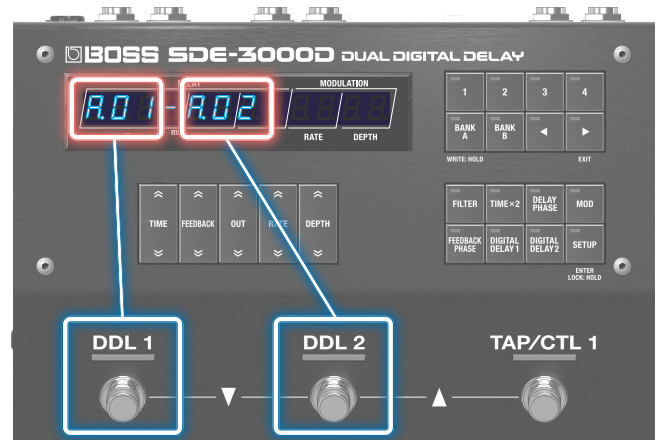 BOSS SDE-3000D DUAL DIGITAL DELAY
MODULATION
A.01-A.02
RATE DEPTH
1 2 3 4
BANK A BANK B
WRITE: HOLD EXIT
TIME FEEDBACK OUT RATE DEPTH
FILTER TIME×2 DELAY PHASE MOD
FEEDBACK PHASE DIGITAL DELAY 1 DIGITAL DELAY 2 SETUP
ENTER
LOCK: HOLD
DDL 1 DDL 2 TAP/CTL 1